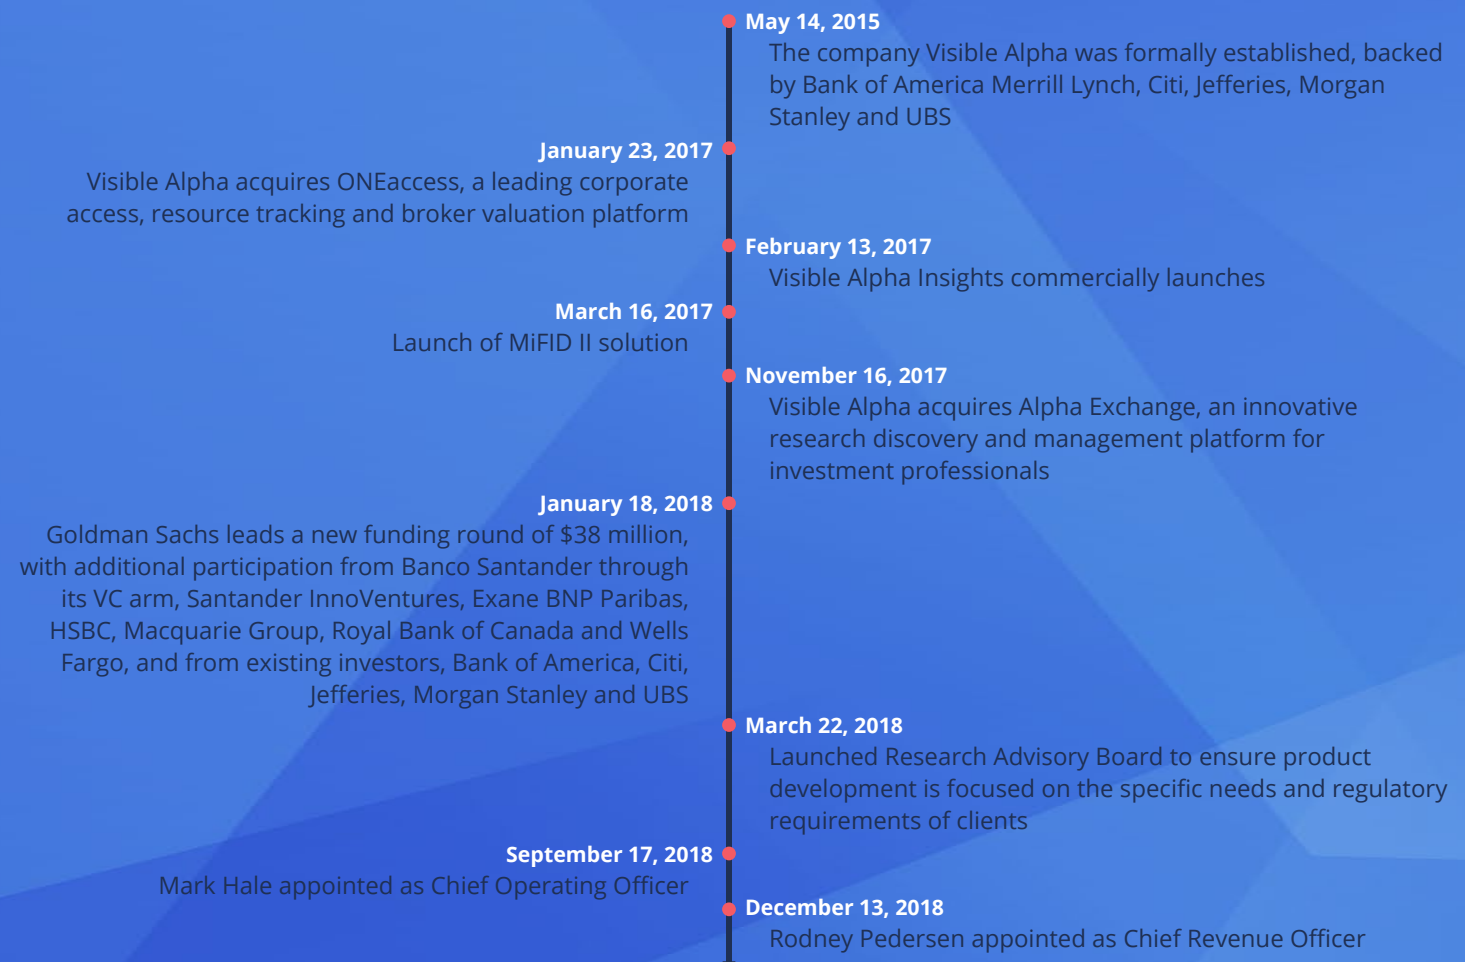 May 14, 2015
The company Visible Alpha was formally established, backed
by Bank of America Merrill Lynch, Citi, Jefferies, Morgan
Stanley and UBS
January 23, 2017
Visible Alpha acquires ONEaccess, a leading corporate
access, resource tracking and broker valuation platform
February 13, 2017
Visible Alpha Insights commercially launches
March 16, 2017
Launch of MiFID II solution
November 16, 2017
Visible Alpha acquires Alpha Exchange, an innovative
research discovery and management platform for
investment professionals
January 18, 2018
Goldman Sachs leads a new funding round of $38 million,
with additional participation from Banco Santander through
its VC arm, Santander InnoVentures, Exane BNP Paribas,
HSBC, Macquarie Group, Royal Bank of Canada and Wells
Fargo, and from existing investors, Bank of America, Citi,
Jefferies, Morgan Stanley and UBS
March 22, 2018
Launched Research Advisory Board to ensure product
development is focused on the specific needs and regulatory
requirements of clients
September 17, 2018
Mark Hale appointed as Chief Operating Officer
December 13, 2018
Rodney Pedersen appointed as Chief Revenue Officer